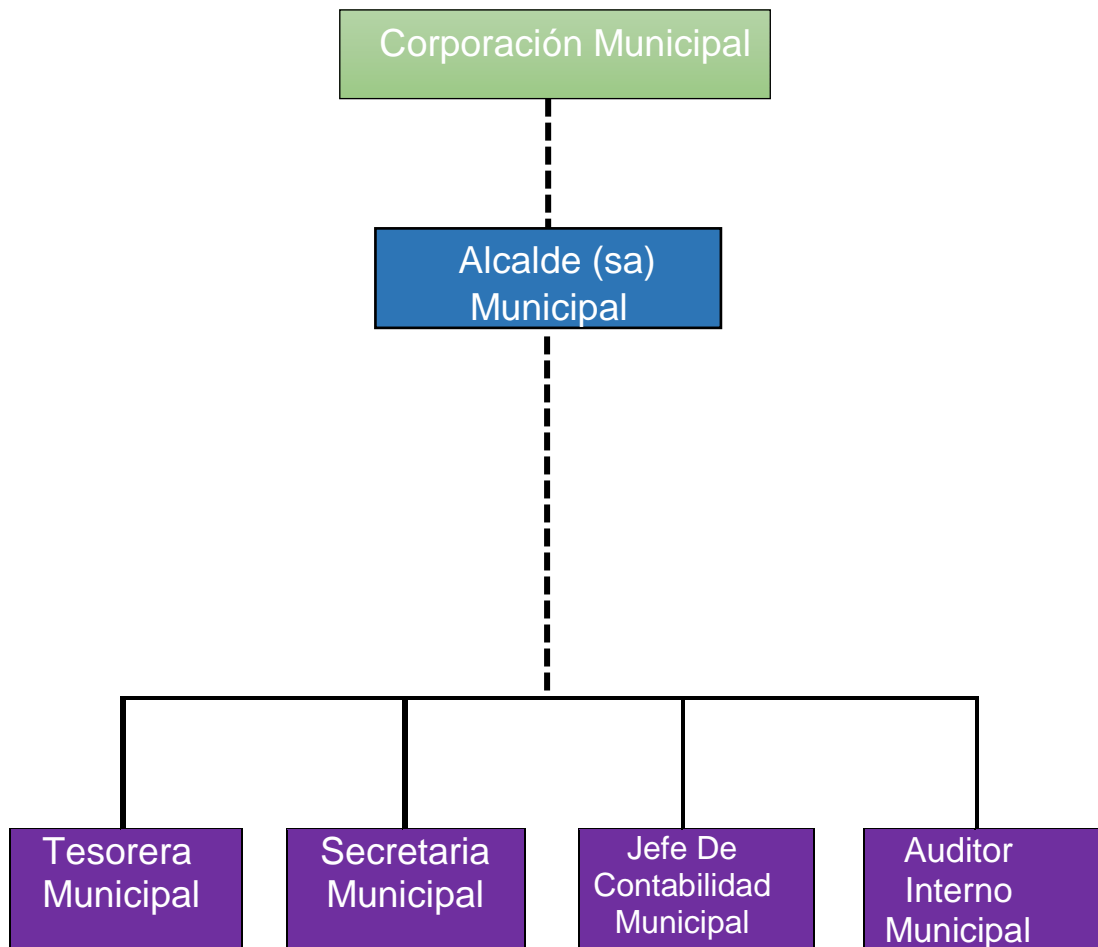 Corporación Municipal
Alcalde (sa)
Municipal
Tesorera
Municipal
Secretaria
Municipal
Jefe De
Contabilidad
Municipal
Auditor
Interno
Municipal